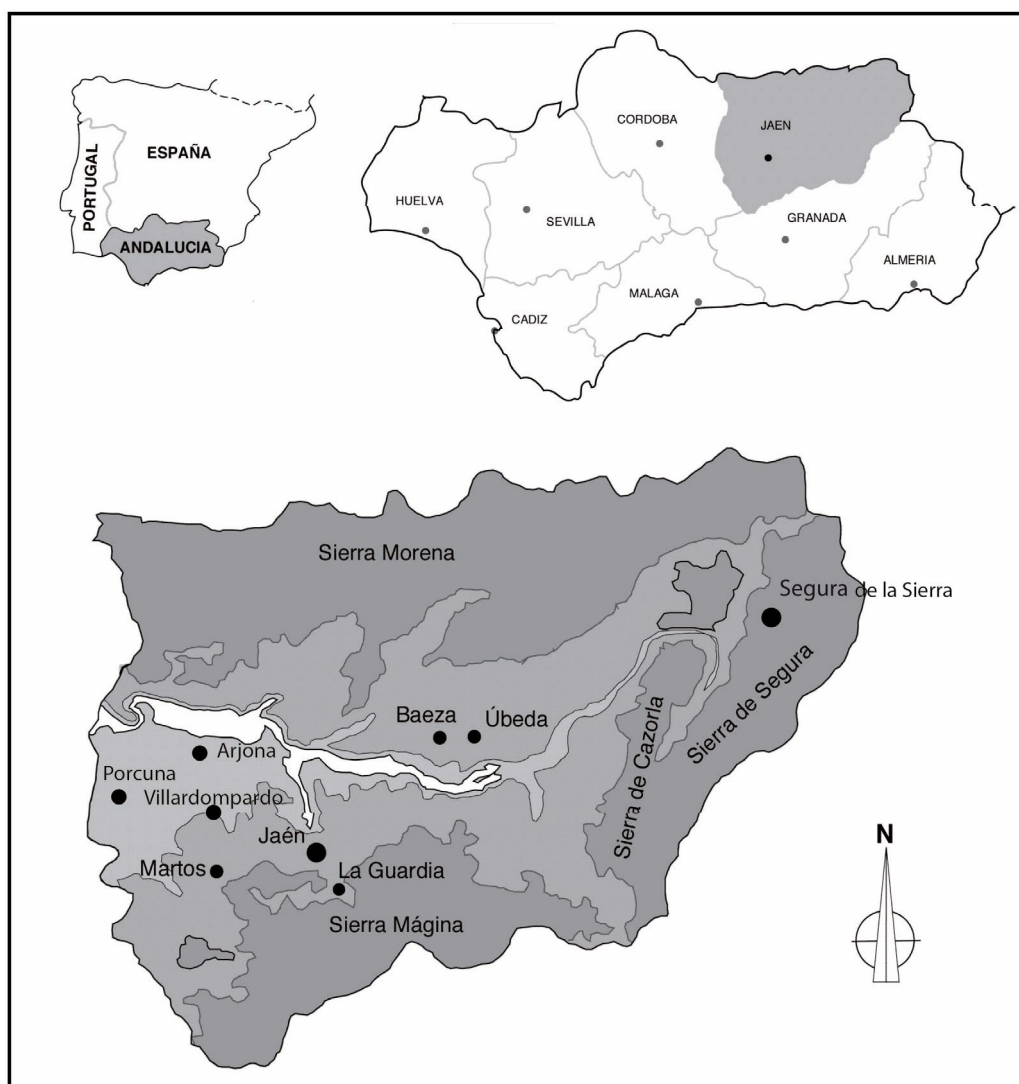 PORTUGAL
ESPAÑA
ANDALUCIA
CORDOBA
JAEN
HUELVA
SEVILLA
GRANADA
ALMERIA
MALAGA
CADIZ
Sierra Morena
Segura de la Sierra
Sierra de Segura
Sierra de Cazorla
Baeza
Úbeda
Arjona
Porcuna
Villardompardo
Jaén
Martos
La Guardia
Sierra Mágina
N